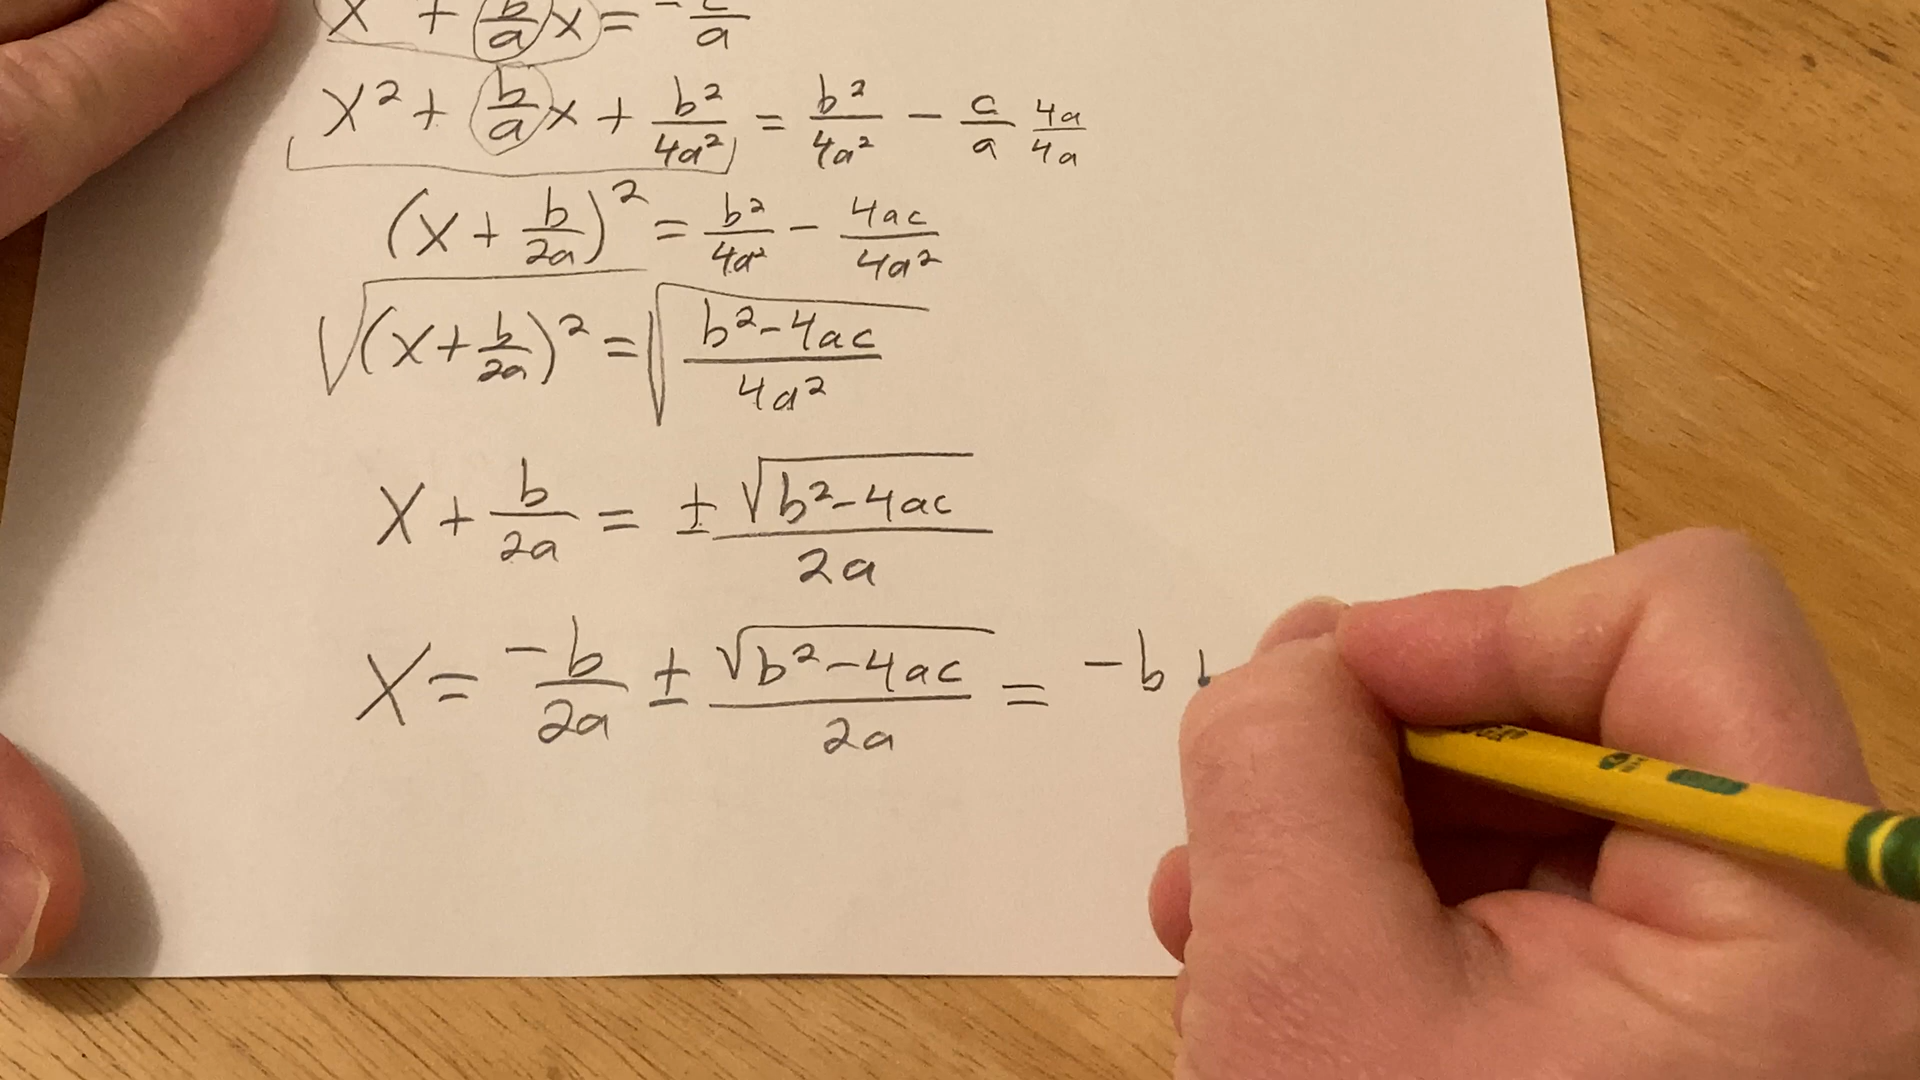 x + b/a x = - c/a
x² + b/a x + b²/4a² = b²/4a² - c/a 4a/4a
(x + b/2a)² = b²/4a² - 4ac/4a²
√(x + b/2a)² = √(b²-4ac/4a²)
x + b/2a = ± √(b²-4ac)/2a
x = -b/2a ± √(b²-4ac)/2a = -b